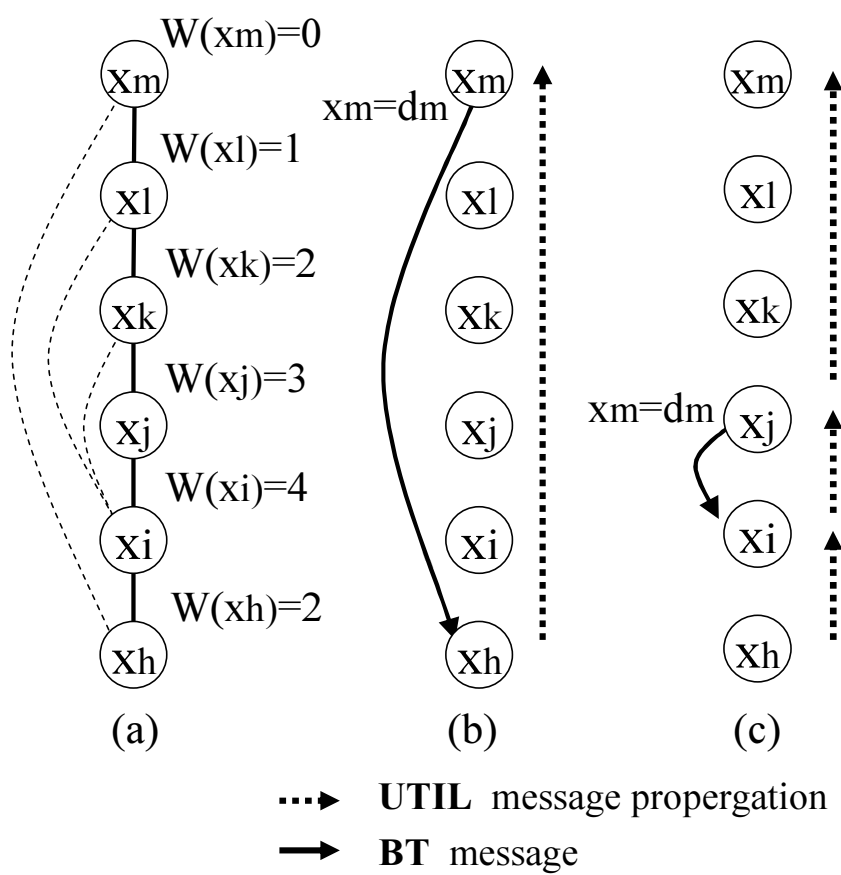 W(xm)=0
xm
W(xl)=1
xl
W(xk)=2
xk
W(xj)=3
xj
W(xi)=4
xi
W(xh)=2
xh
(a)
xm
xm=dm
xl
xk
xj
xi
xh
(b)
xm
xl
xk
xm=dm
xj
xi
xh
(c)
UTIL message propergation
BT message